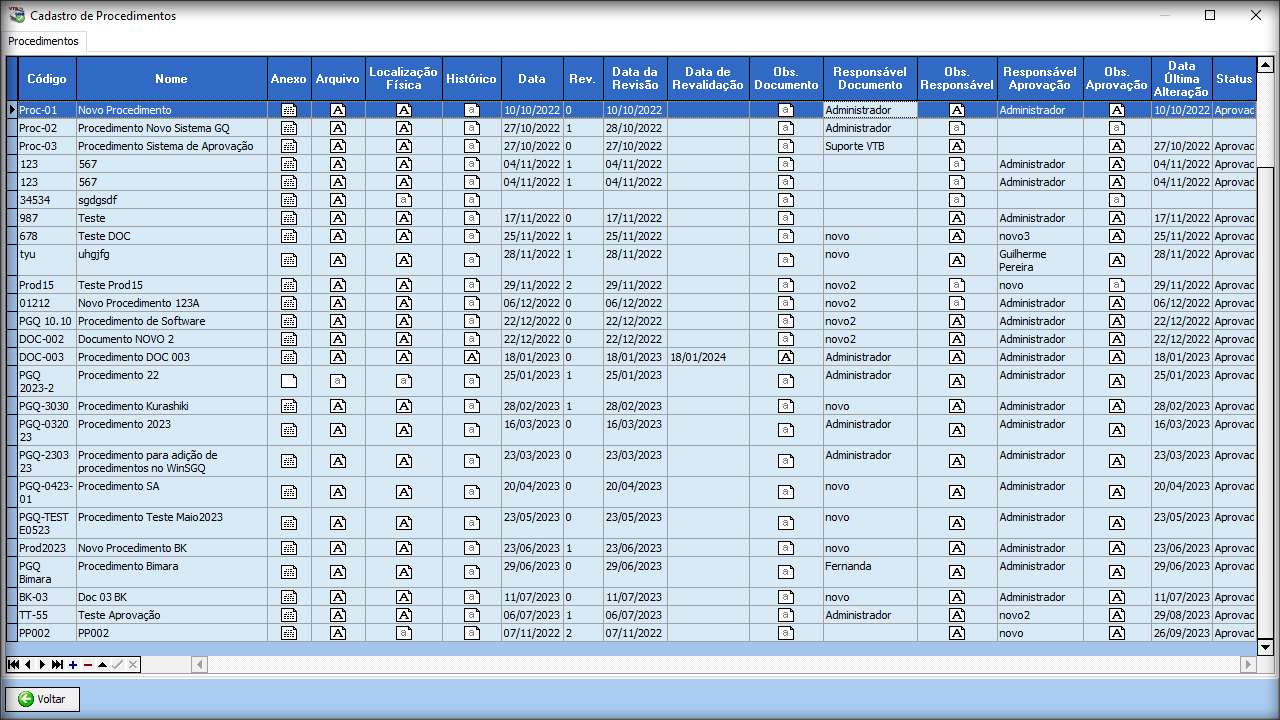 Cadastro de Procedimentos
Procedimentos
Código Nome Anexo Arquivo Localização Física Histórico Data Rev. Data da Revisão Data de Revalidação Obs. Documento Responsável Documento Obs. Responsável Responsável Aprovação Obs. Aprovação Data Última Alteração Status
Proc-01 Novo Procedimento A A a 10/10/2022 0 10/10/2022 a Administrador A Administrador A 10/10/2022 Aprovac
Proc-02 Procedimento Novo Sistema GQ A A a 27/10/2022 1 28/10/2022 a Administrador a a Aprovac
Proc-03 Procedimento Sistema de Aprovação A A a 27/10/2022 0 27/10/2022 a Suporte VTB a a 27/10/2022 Aprovac
123 567 A A a 04/11/2022 1 04/11/2022 a a Administrador A 04/11/2022 Aprovac
123 567 A A a 04/11/2022 1 04/11/2022 a a Administrador A 04/11/2022 Aprovac
34534 sgdgsdf A a a a a a Aprovac
987 Teste A A a 17/11/2022 0 17/11/2022 a A Administrador A 17/11/2022 Aprovac
678 Teste DOC A A a 25/11/2022 1 25/11/2022 a novo A novo3 A 25/11/2022 Aprovac
tyu uhgjfg A A a 28/11/2022 1 28/11/2022 a novo A Guilherme Pereira A 28/11/2022 Aprovac
Prod15 Teste Prod15 A A a 29/11/2022 2 29/11/2022 a novo2 a novo a 29/11/2022 Aprovac
01212 Novo Procedimento 123A A A a 06/12/2022 0 06/12/2022 a novo2 a Administrador A 06/12/2022 Aprovac
PGQ 10.10 Procedimento de Software A A a 22/12/2022 0 22/12/2022 a novo2 A Administrador A 22/12/2022 Aprovac
DOC-002 Documento NOVO 2 A A a 22/12/2022 0 22/12/2022 a novo2 A Administrador A 22/12/2022 Aprovac
DOC-003 Procedimento DOC 003 A A A 18/01/2023 0 18/01/2023 18/01/2024 A Administrador A Administrador A 18/01/2023 Aprovac
PGQ 2023-2 Procedimento 22 a a a 25/01/2023 1 25/01/2023 a Administrador A Administrador A 25/01/2023 Aprovac
PGQ-3030 Procedimento Kurashiki A A a 28/02/2023 1 28/02/2023 a novo A Administrador A 28/02/2023 Aprovac
PGQ-0320 23 Procedimento 2023 A A a 16/03/2023 0 16/03/2023 a Administrador A Administrador A 16/03/2023 Aprovac
PGQ-2303 23 Procedimento para adição de procedimentos no WinSGQ A A a 23/03/2023 0 23/03/2023 a Administrador A Administrador A 23/03/2023 Aprovac
PGQ-0423-01 Procedimento SA A A a 20/04/2023 0 20/04/2023 a novo A Administrador A 20/04/2023 Aprovac
PGQ-TEST E0523 Procedimento Teste Maio2023 A A a 23/05/2023 0 23/05/2023 a novo A Administrador A 23/05/2023 Aprovac
Prod2023 Novo Procedimento BK A A a 23/06/2023 1 23/06/2023 a novo A Administrador A 23/06/2023 Aprovac
PGQ Bimara Procedimento Bimara A A a 29/06/2023 0 29/06/2023 a Fernanda A Administrador A 29/06/2023 Aprovac
BK-03 Doc 03 BK A A a 11/07/2023 0 11/07/2023 a novo A Administrador A 11/07/2023 Aprovac
TT-55 Teste Aprovação A A a 06/07/2023 1 06/07/2023 a Administrador A novo2 A 29/08/2023 Aprovac
PP002 PP002 A a a 07/11/2022 2 07/11/2022 a A novo A 26/09/2023 Aprovac
Voltar